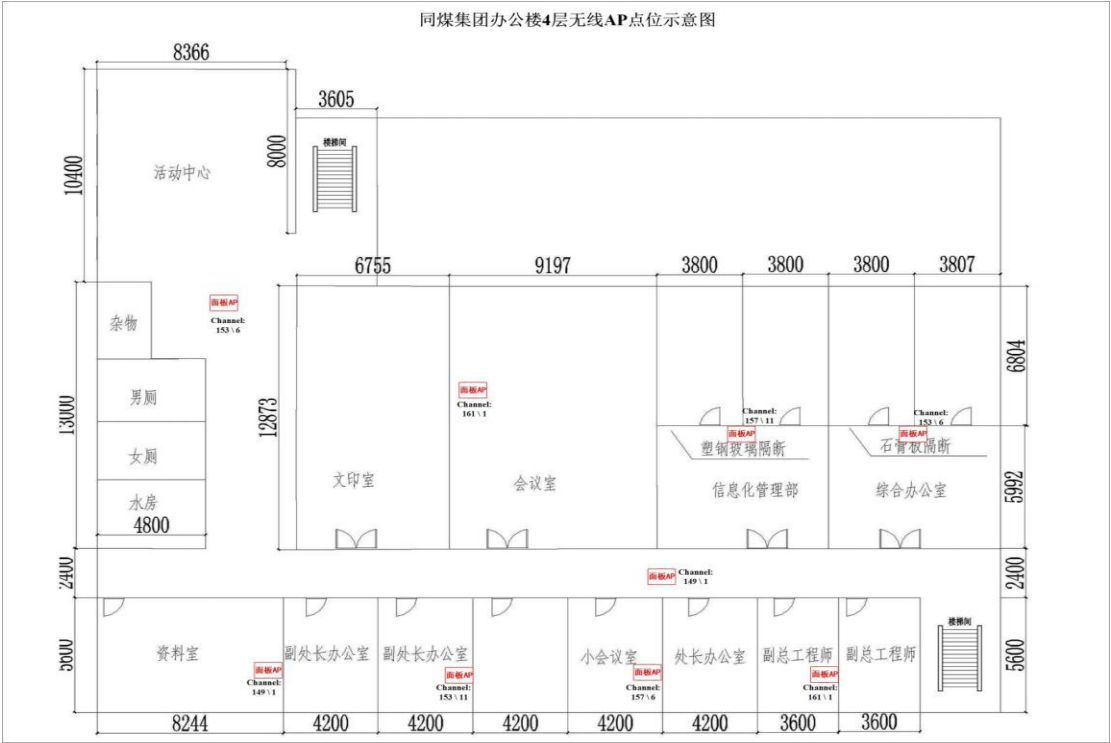 同煤集团办公楼4层无线AP点位示意图
8366
3605
楼梯间
8000
10400
活动中心
6755
9197
3800
3800
3800
3807
面板AP
Channel:
153 \ 6
杂物
6804
面板AP
Channel:
161 \ 1
男厕
13000
12873
Channel:
157 \ 11
面板AP
Channel:
153 \ 6
面板AP
塑钢玻璃隔断
石膏板隔断
女厕
文印室
会议室
信息化管理部
综合办公室
5992
水房
4800
2400
面板AP
Channel:
149 \ 1
2400
楼梯间
资料室
副处长办公室
副处长办公室
小会议室
处长办公室
副总工程师
副总工程师
5600
5600
面板AP
Channel:
149 \ 1
面板AP
Channel:
153 \ 11
面板AP
Channel:
157 \ 6
面板AP
Channel:
161 \ 1
8244
4200
4200
4200
4200
4200
3600
3600